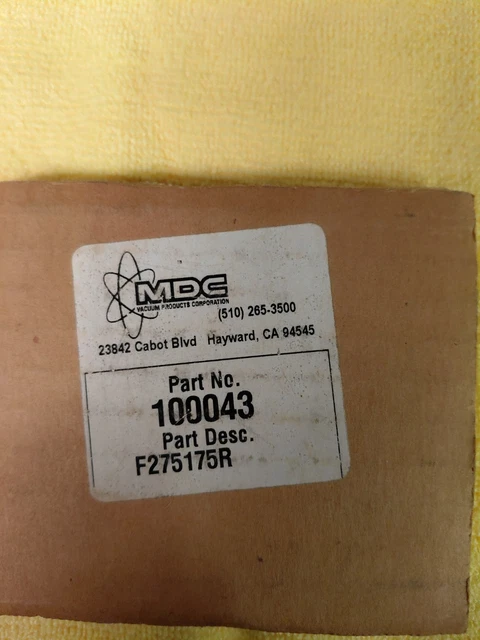 MDC
VACUUM PRODUCTS CORPORATION
(510) 265-3500
23842 Cabot Blvd Hayward, CA 94545
Part No.
100043
Part Desc.
F275175R